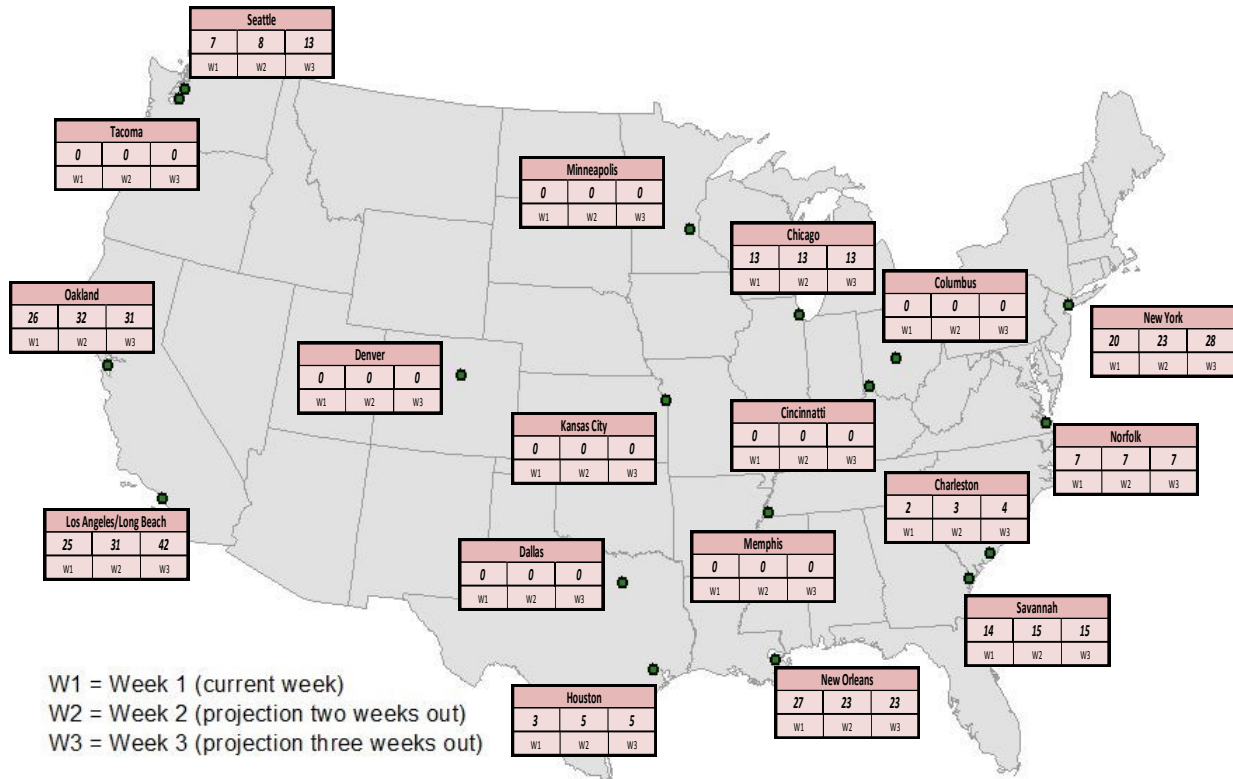 Seattle
7 8 13
W1 W2 W3
Tacoma
0 0 0
W1 W2 W3
Minneapolis
0 0 0
W1 W2 W3
Chicago
13 13 13
W1 W2 W3
Columbus
0 0 0
W1 W2 W3
Oakland
26 32 31
W1 W2 W3
New York
20 23 28
W1 W2 W3
Denver
0 0 0
W1 W2 W3
Kansas City
0 0 0
W1 W2 W3
Cincinnatti
0 0 0
W1 W2 W3
Norfolk
7 7 7
W1 W2 W3
Charleston
2 3 4
W1 W2 W3
Los Angeles/Long Beach
25 31 42
W1 W2 W3
Dallas
0 0 0
W1 W2 W3
Memphis
0 0 0
W1 W2 W3
Savannah
14 15 15
W1 W2 W3
New Orleans
27 23 23
W1 W2 W3
Houston
3 5 5
W1 W2 W3
W1 = Week 1 (current week)
W2 = Week 2 (projection two weeks out)
W3 = Week 3 (projection three weeks out)